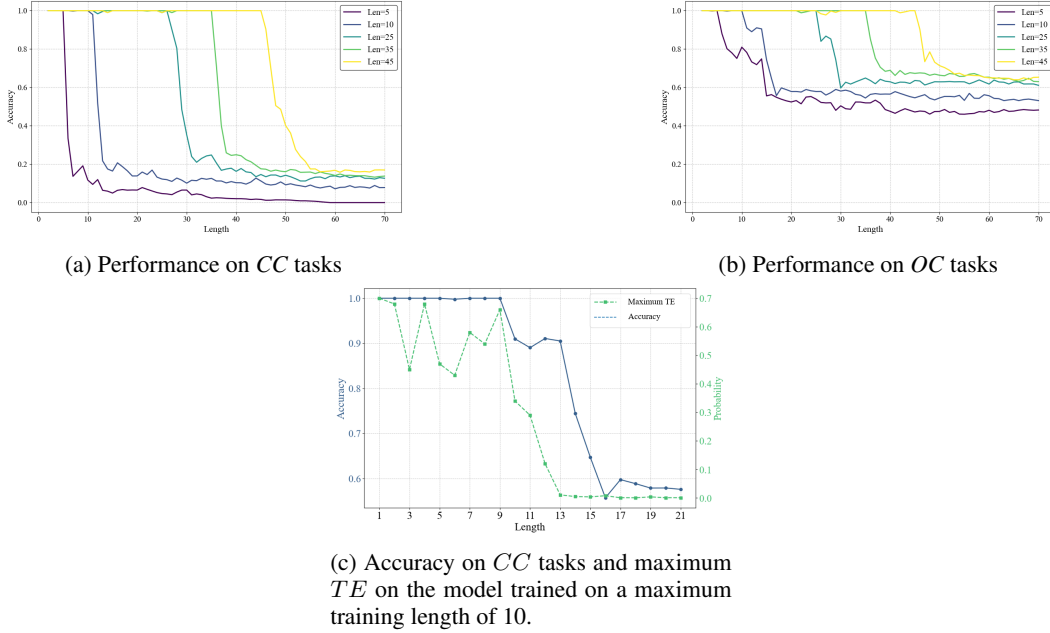 1.0
0.8
0.6
0.4
0.2
0.0
Accuracy
0 10 20 30 40 50 60 70
Length
Len=5
Len=10
Len=25
Len=35
Len=45
(a) Performance on CC tasks
1.0
0.8
0.6
0.4
0.2
0.0
Accuracy
0 10 20 30 40 50 60 70
Length
Len=5
Len=10
Len=25
Len=35
Len=45
(b) Performance on OC tasks
1.0
0.9
0.8
0.7
0.6
Accuracy
Maximum TE
Accuracy
0.7
0.6
0.5
0.4
0.3
0.2
0.1
0.0
Probability
1 3 5 7 9 11 13 15 17 19 21
Length
(c) Accuracy on CC tasks and maximum
TE on the model trained on a maximum
training length of 10.